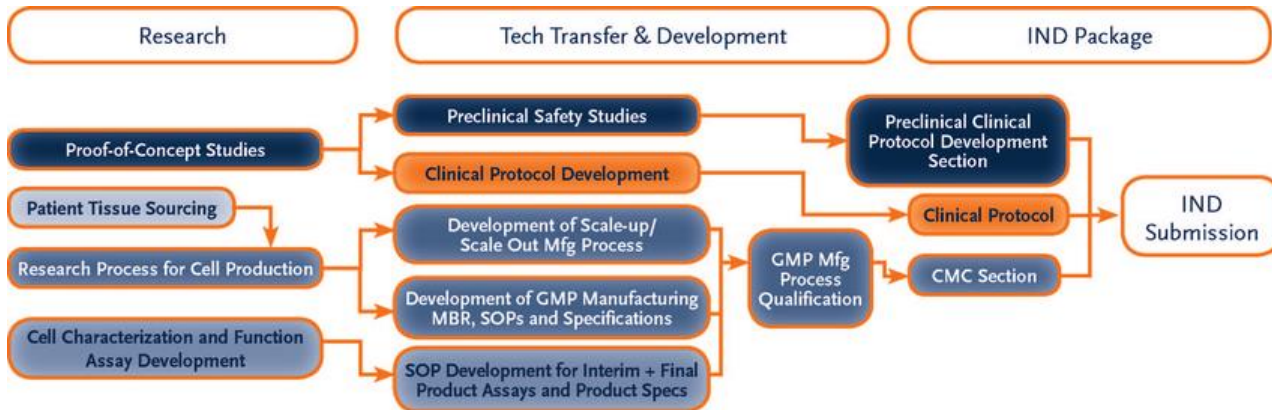 Research
Tech Transfer & Development
IND Package
Proof-of-Concept Studies
Patient Tissue Sourcing
Research Process for Cell Production
Cell Characterization and Function
Assay Development
Preclinical Safety Studies
Clinical Protocol Development
Development of Scale-up/
Scale Out Mfg Process
Development of GMP Manufacturing
MBR, SOPs and Specifications
SOP Development for Interim + Final
Product Assays and Product Specs
GMP Mfg
Process
Qualification
Preclinical Clinical
Protocol Development
Section
Clinical Protocol
CMC Section
IND
Submission